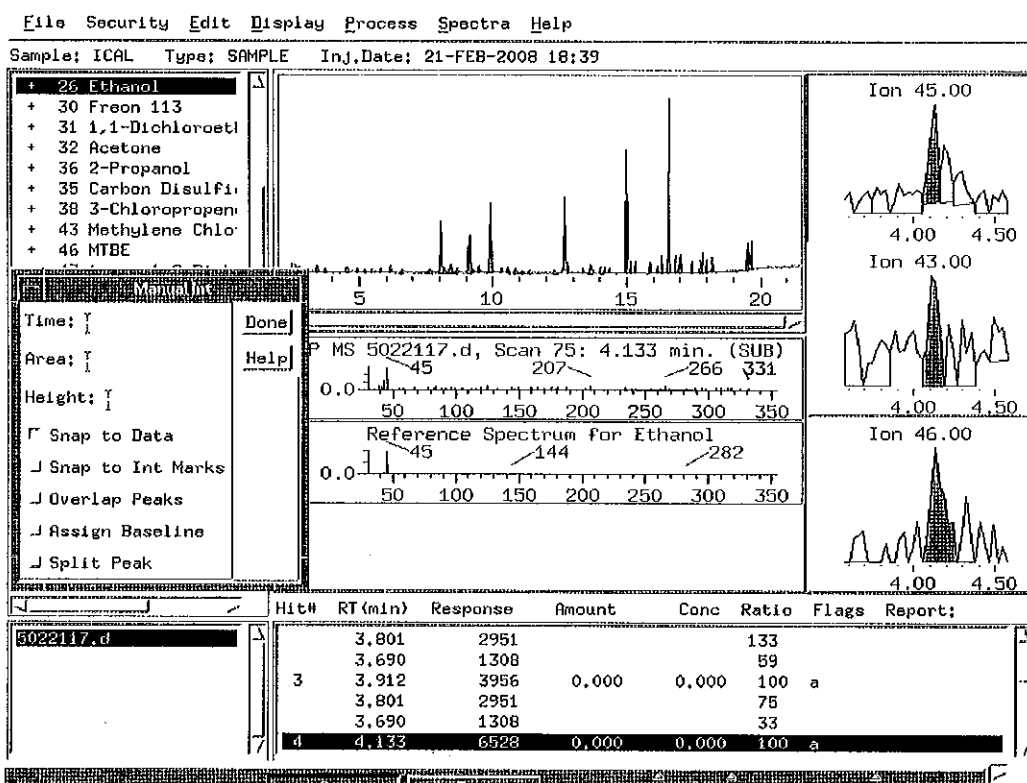 File Security Edit Display Process Spectra Help
Sample: ICAL Type: SAMPLE Inj.Date: 21-FEB-2008 18:39
+ 26 Ethanol
+ 30 Freon 113
+ 31 1,1-Dichloroet
+ 32 Acetone
+ 36 2-Propanol
+ 35 Carbon Disulfi
+ 38 3-Chloropropen
+ 43 Methylene Chlo
+ 46 MTBE
5 10 15 20
Ion 45.00
4.00 4.50
Ion 43.00
4.00 4.50
Ion 46.00
4.00 4.50
Manual Int
Time:
Done
Area:
Help
Height:
Snap to Data
Snap to Int Marks
Overlap Peaks
Assign Baseline
Split Peak
P MS 5022117.d, Scan 75: 4.133 min. (SUB)
45 207 266 331
0.0
50 100 150 200 250 300 350
Reference Spectrum for Ethanol
45 144 282
0.0
50 100 150 200 250 300 350
5022117.d
Hit# RT(min) Response Amount Conc Ratio Flags Report:
3.801 2951 133
3.690 1308 59
3 3.912 3956 0.000 0.000 100 a
3.801 2951 75
3.690 1308 33
4 4.133 6528 0.000 0.000 100 a